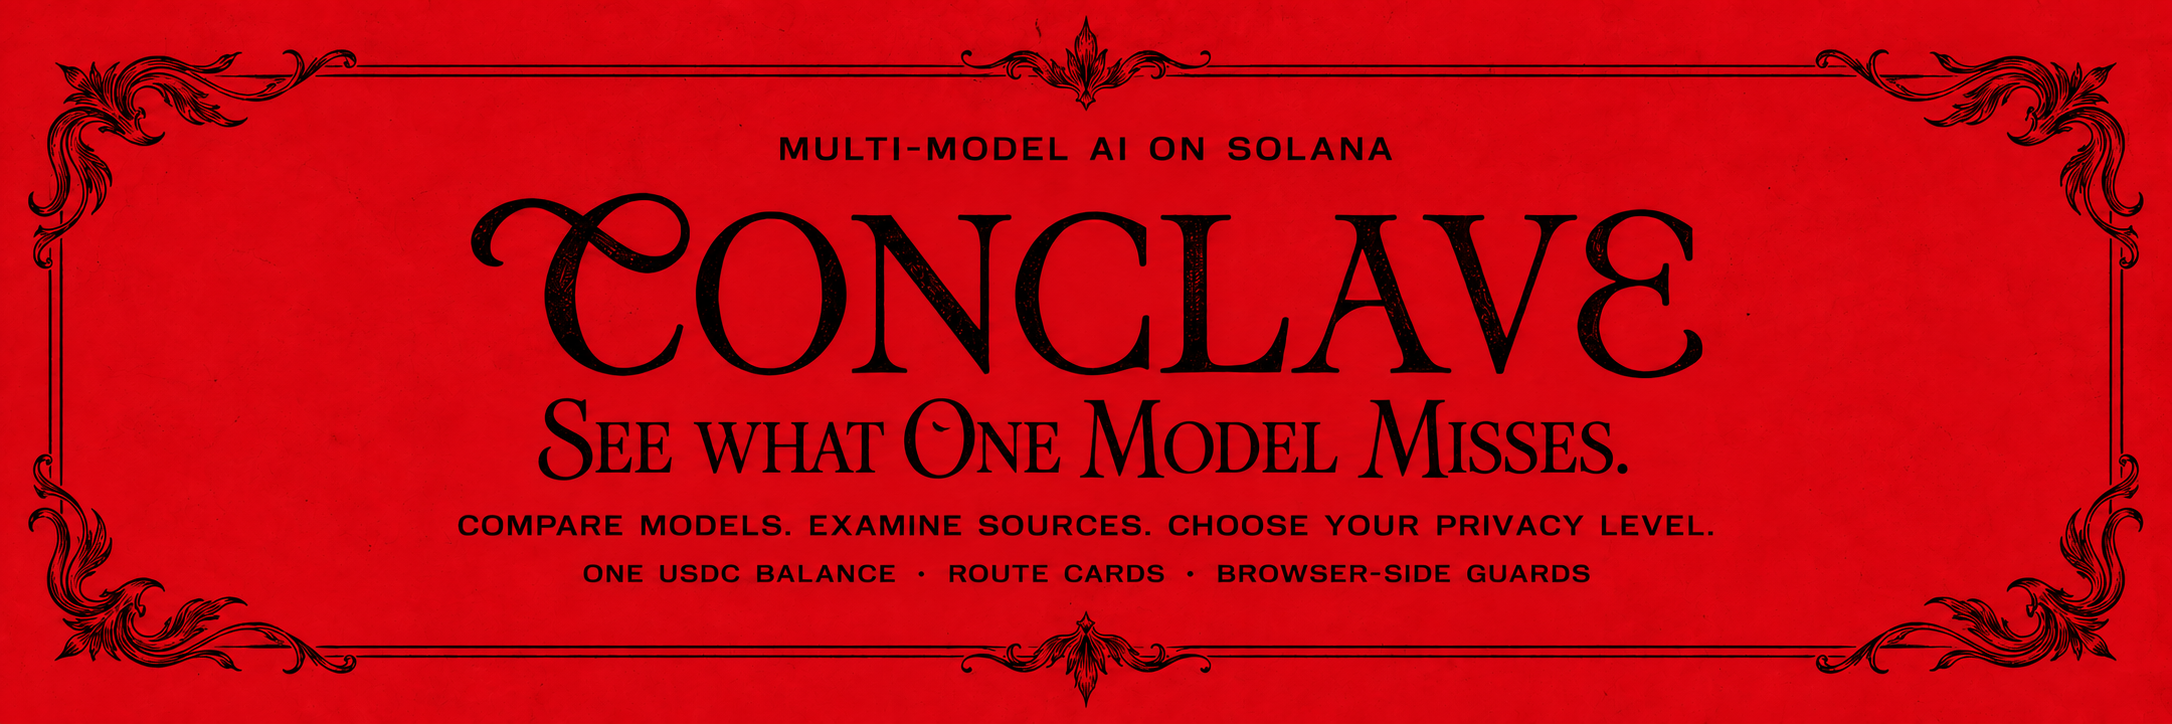 MULTI-MODEL AI ON SOLANA
CONCLAVE
SEE WHAT ONE MODEL MISSES.
COMPARE MODELS. EXAMINE SOURCES. CHOOSE YOUR PRIVACY LEVEL.
ONE USDC BALANCE • ROUTE CARDS • BROWSER-SIDE GUARDS